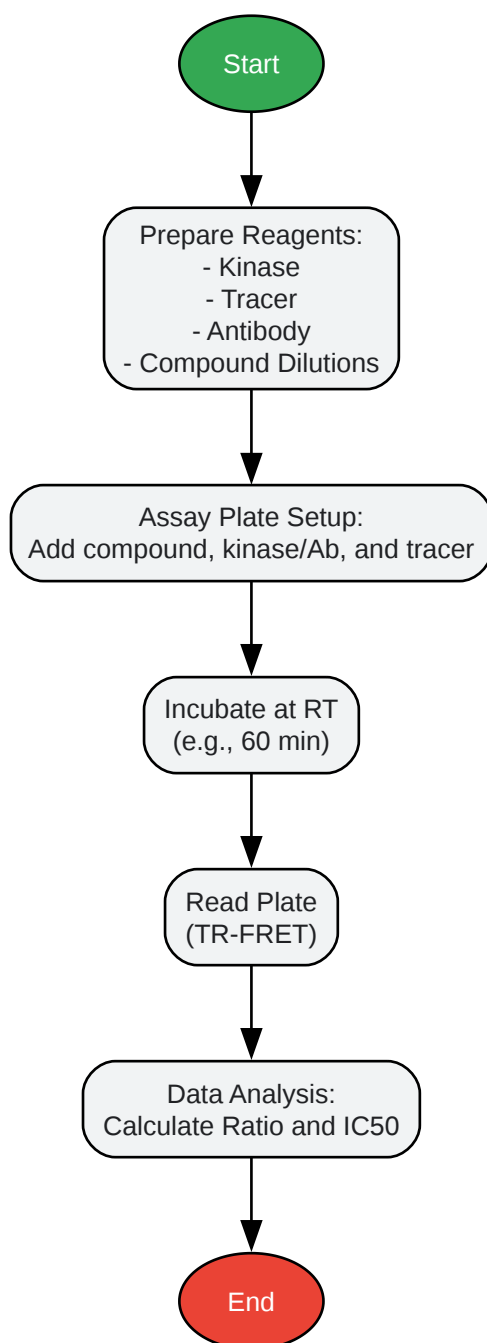 Start
Prepare Reagents:
- Kinase
- Tracer
- Antibody
- Compound Dilutions
Assay Plate Setup:
Add compound, kinase/Ab, and tracer
Incubate at RT
(e.g., 60 min)
Read Plate
(TR-FRET)
Data Analysis:
Calculate Ratio and IC50
End